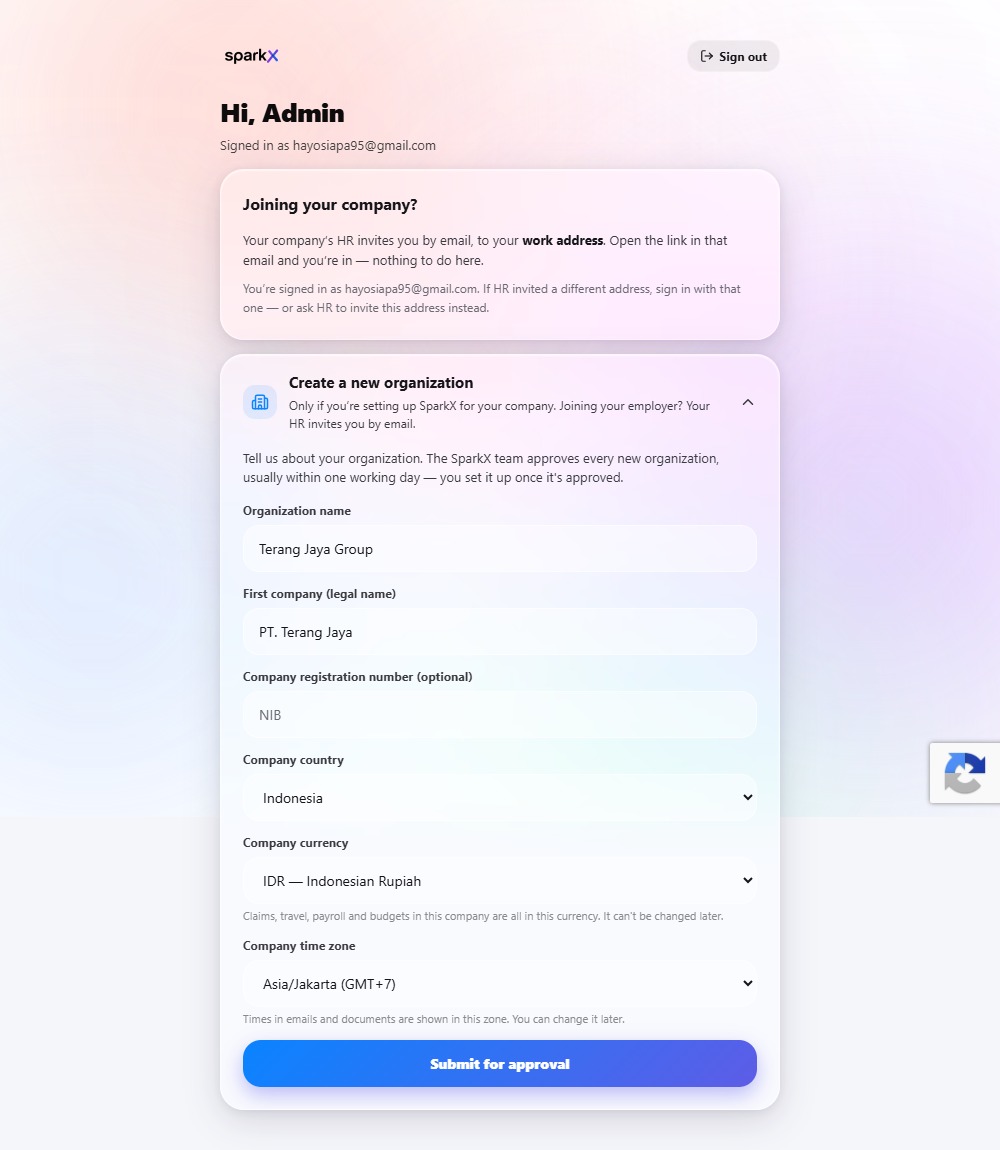 sparkX
Sign out
Hi, Admin
Signed in as hayosiapa95@gmail.com
Joining your company?
Your company's HR invites you by email, to your work address. Open the link in that
email and you're in — nothing to do here.
You're signed in as hayosiapa95@gmail.com. If HR invited a different address, sign in with that
one — or ask HR to invite this address instead.
Create a new organization
Only if you're setting up SparkX for your company. Joining your employer? Your
HR invites you by email.
Tell us about your organization. The SparkX team approves every new organization,
usually within one working day — you set it up once it's approved.
Organization name
Terang Jaya Group
First company (legal name)
PT. Terang Jaya
Company registration number (optional)
NIB
Company country
Indonesia
Company currency
IDR — Indonesian Rupiah
Claims, travel, payroll and budgets in this company are all in this currency. It can't be changed later.
Company time zone
Asia/Jakarta (GMT+7)
Times in emails and documents are shown in this zone. You can change it later.
Submit for approval